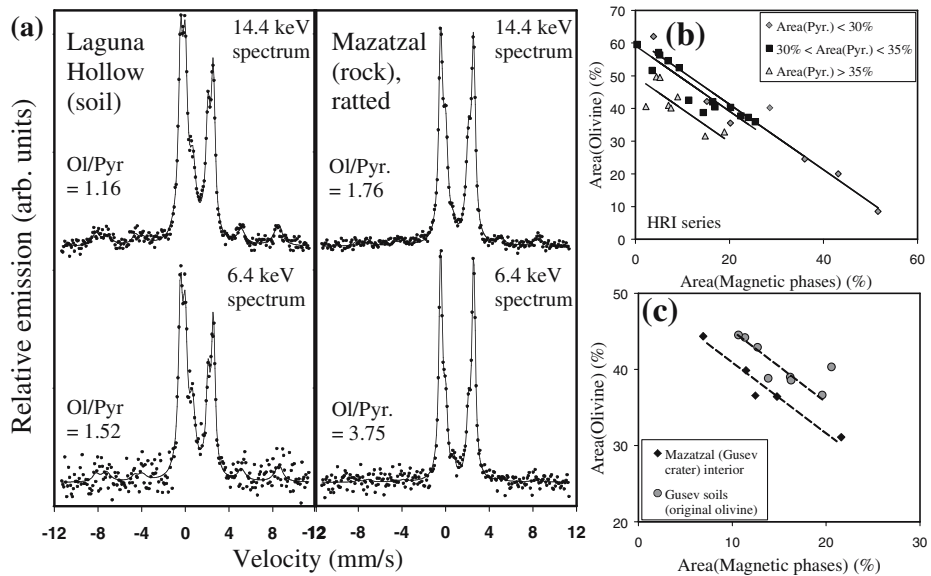 (a)
Laguna
Hollow
(soil)
14.4 keV
spectrum
Ol/Pyr
= 1.16
Mazatzal
(rock),
ratted
14.4 keV
spectrum
Ol/Pyr.
= 1.76
6.4 keV
spectrum
Ol/Pyr
= 1.52
6.4 keV
spectrum
Ol/Pyr.
= 3.75
Relative emission (arb. units)
-12 -8 -4 0 4 8 -12 -8 -4 0 4 8 12
Velocity (mm/s)
(b)
Area(Pyr.) < 30%
30% < Area(Pyr.) < 35%
Area(Pyr.) > 35%
70
60
50
40
30
20
10
0
Area(Olivine) (%)
HRI series
0 20 40 60
Area(Magnetic phases) (%)
(c)
50
40
30
20
Area(Olivine) (%)
Mazatzal (Gusev
crater) interior
Gusev soils
(original olivine)
0 10 20 30
Area(Magnetic phases) (%)